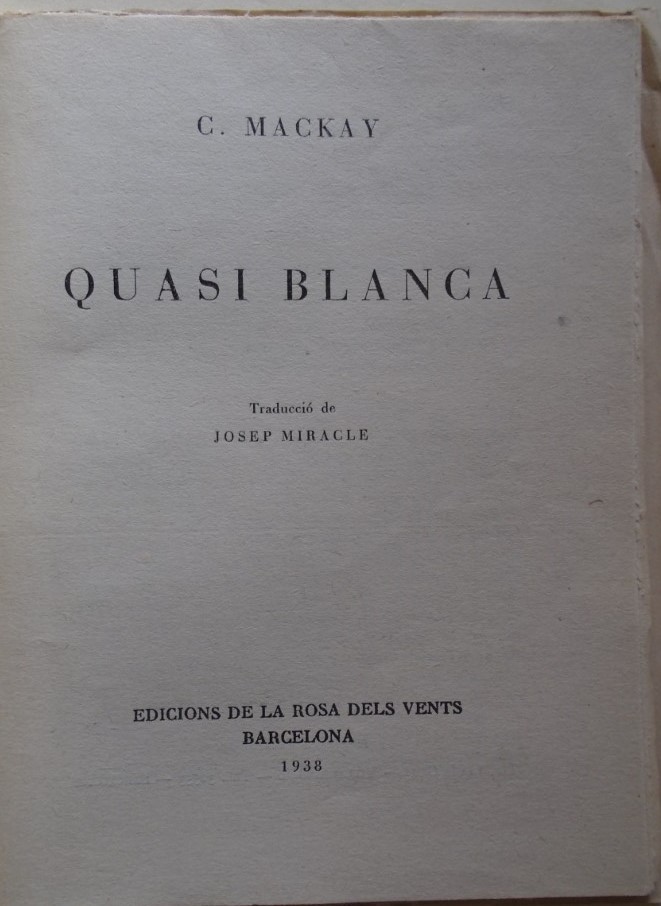 C. MACKAY
QUASI BLANCA
Traducció de
JOSEP MIRACLE
EDICIONS DE LA ROSA DELS VENTS
BARCELONA
1938